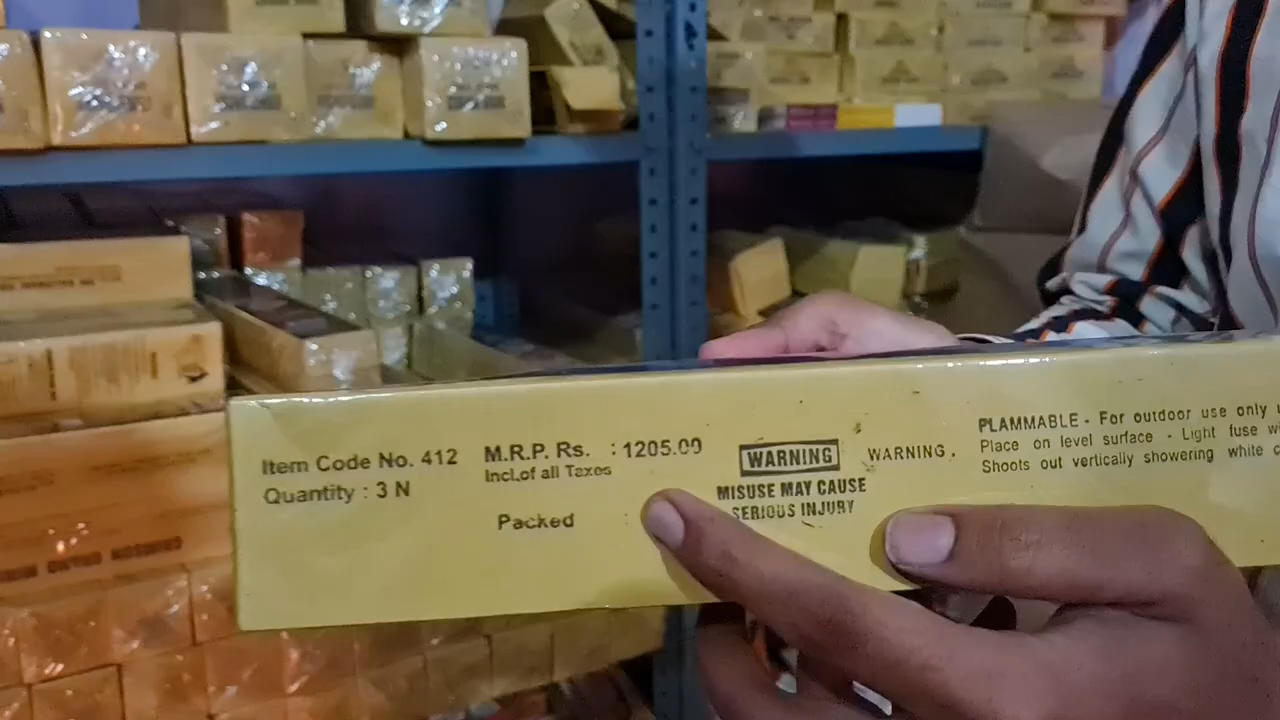 Item Code No. 412
Quantity : 3 N
M.R.P. Rs. : 1205.00
Incl.of all Taxes
Packed :
WARNING
MISUSE MAY CAUSE
SERIOUS INJURY
WARNING.
PLAMMABLE - For outdoor use only
Place on level surface - Light fuse
Shoots out vertically showering white